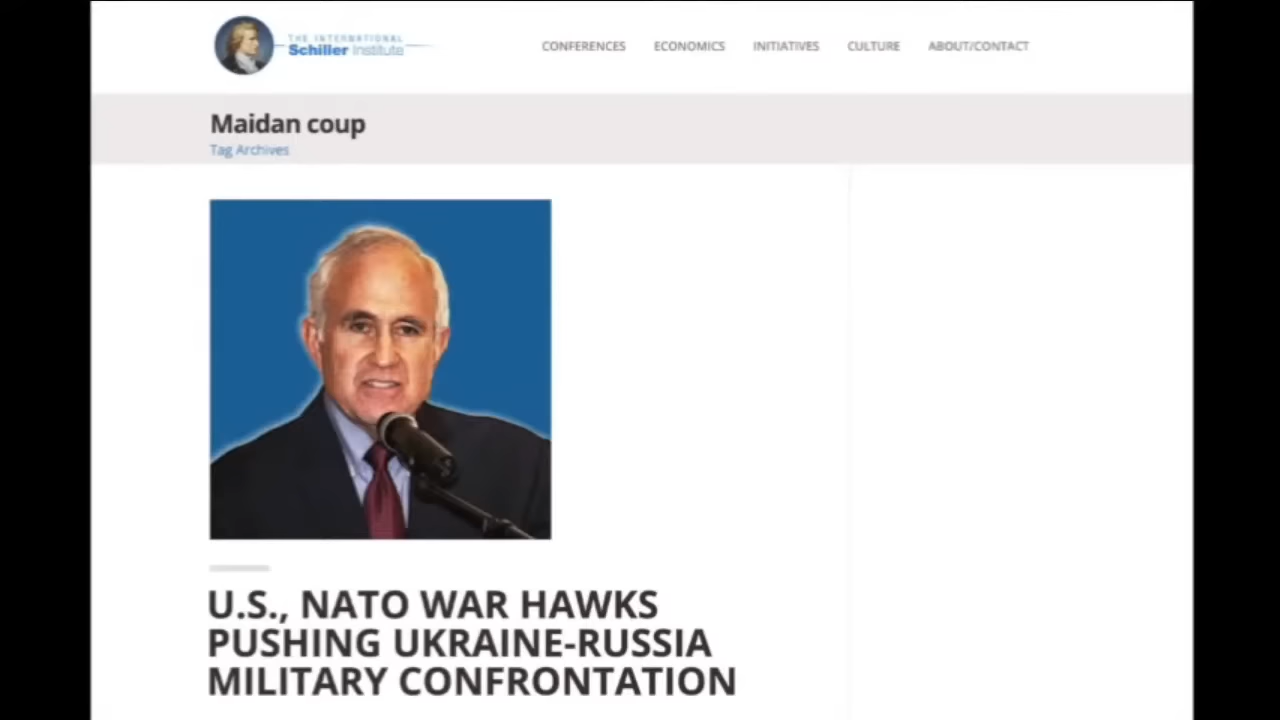 THE INTERNATIONAL
Schiller Institute
CONFERENCES ECONOMICS INITIATIVES CULTURE ABOUT/CONTACT
Maidan coup
Tag Archives
U.S., NATO WAR HAWKS
PUSHING UKRAINE-RUSSIA
MILITARY CONFRONTATION